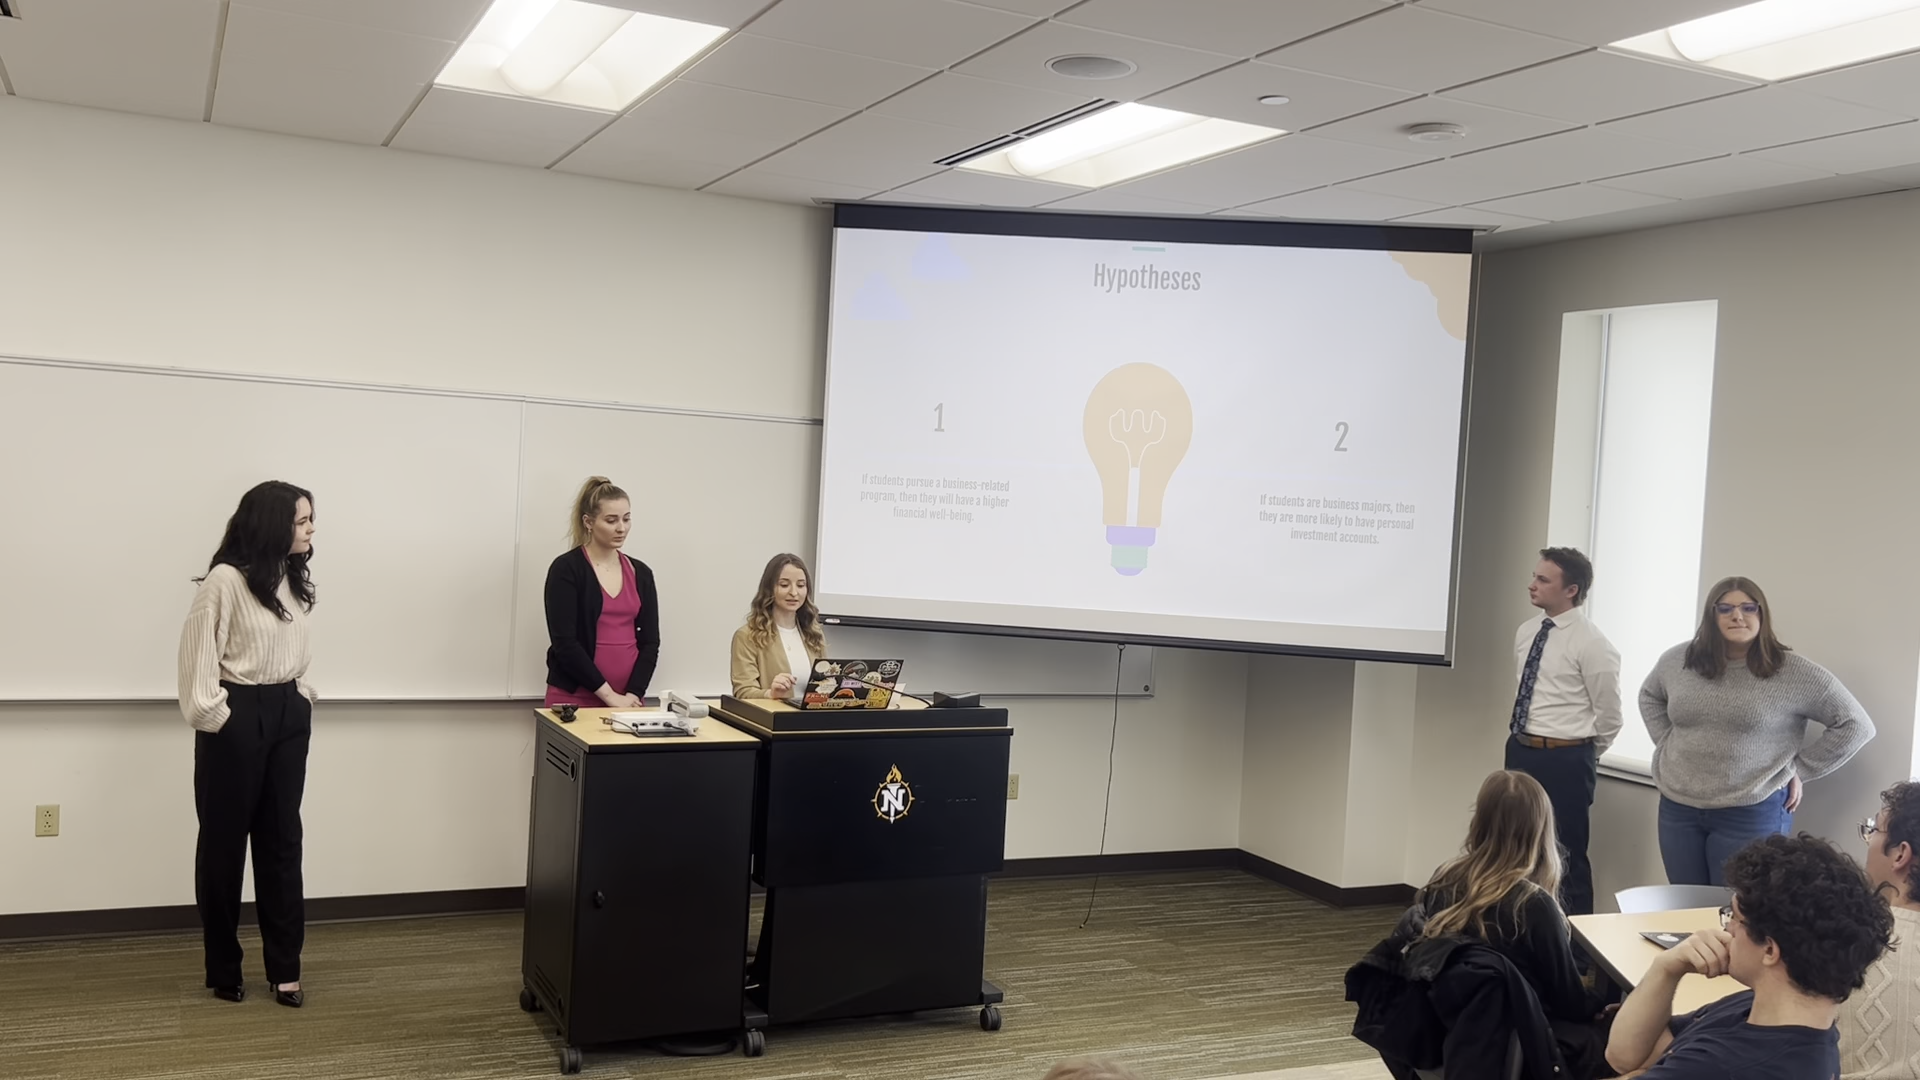 Hypotheses
1
If students pursue a business-related
program, then they will have a higher
financial well-being.
2
If students are business majors, then
they are more likely to have personal
investment accounts.
N